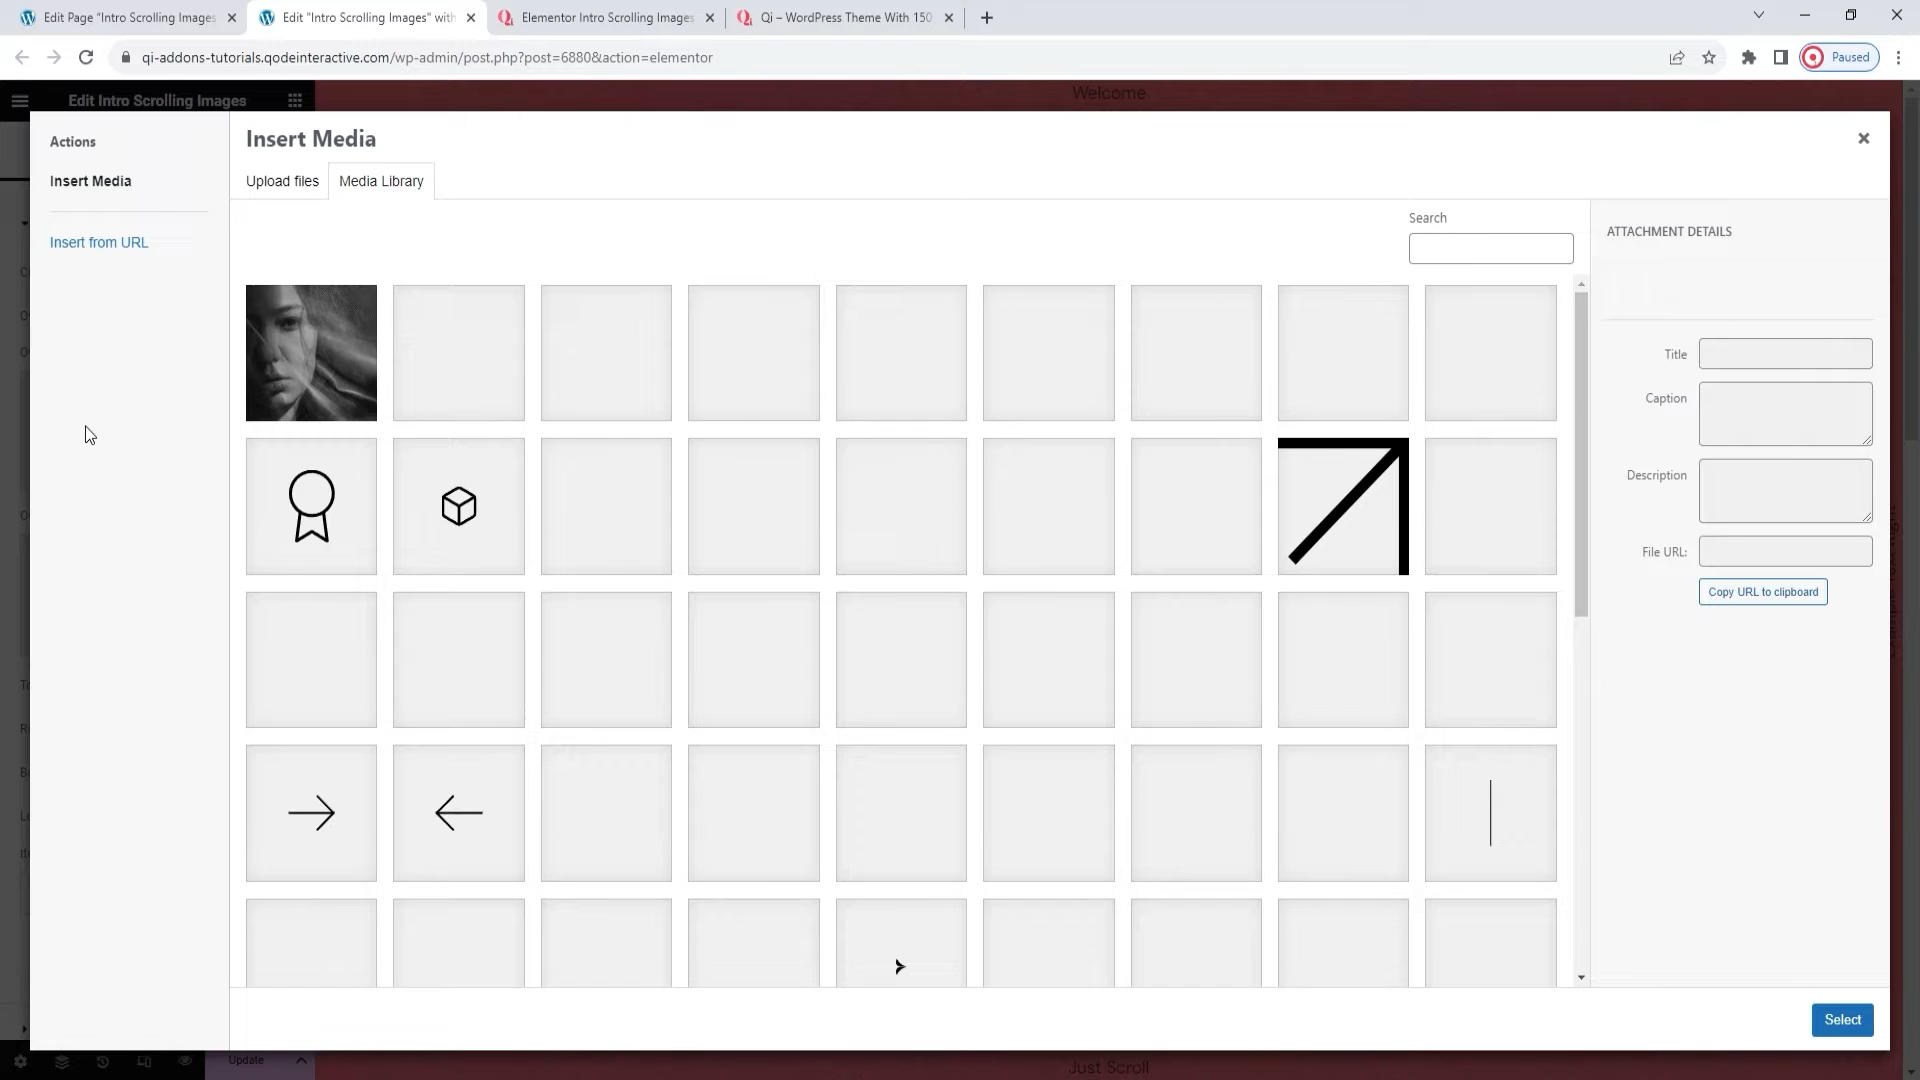 Edit Page "Intro Scrolling Images
Edit "Intro Scrolling Images" with
Elementor Intro Scrolling Images
Qi – WordPress Theme With 150
qi-addons-tutorials.qodeinteractive.com/wp-admin/post.php?post=6880&action=elementor
Paused
Edit Intro Scrolling Images
Welcome
Actions
Insert Media
Insert from URL
Insert Media
Upload files
Media Library
Search
ATTACHMENT DETAILS
Title
Caption
Description
File URL:
Copy URL to clipboard
Select
Update
Just Scroll